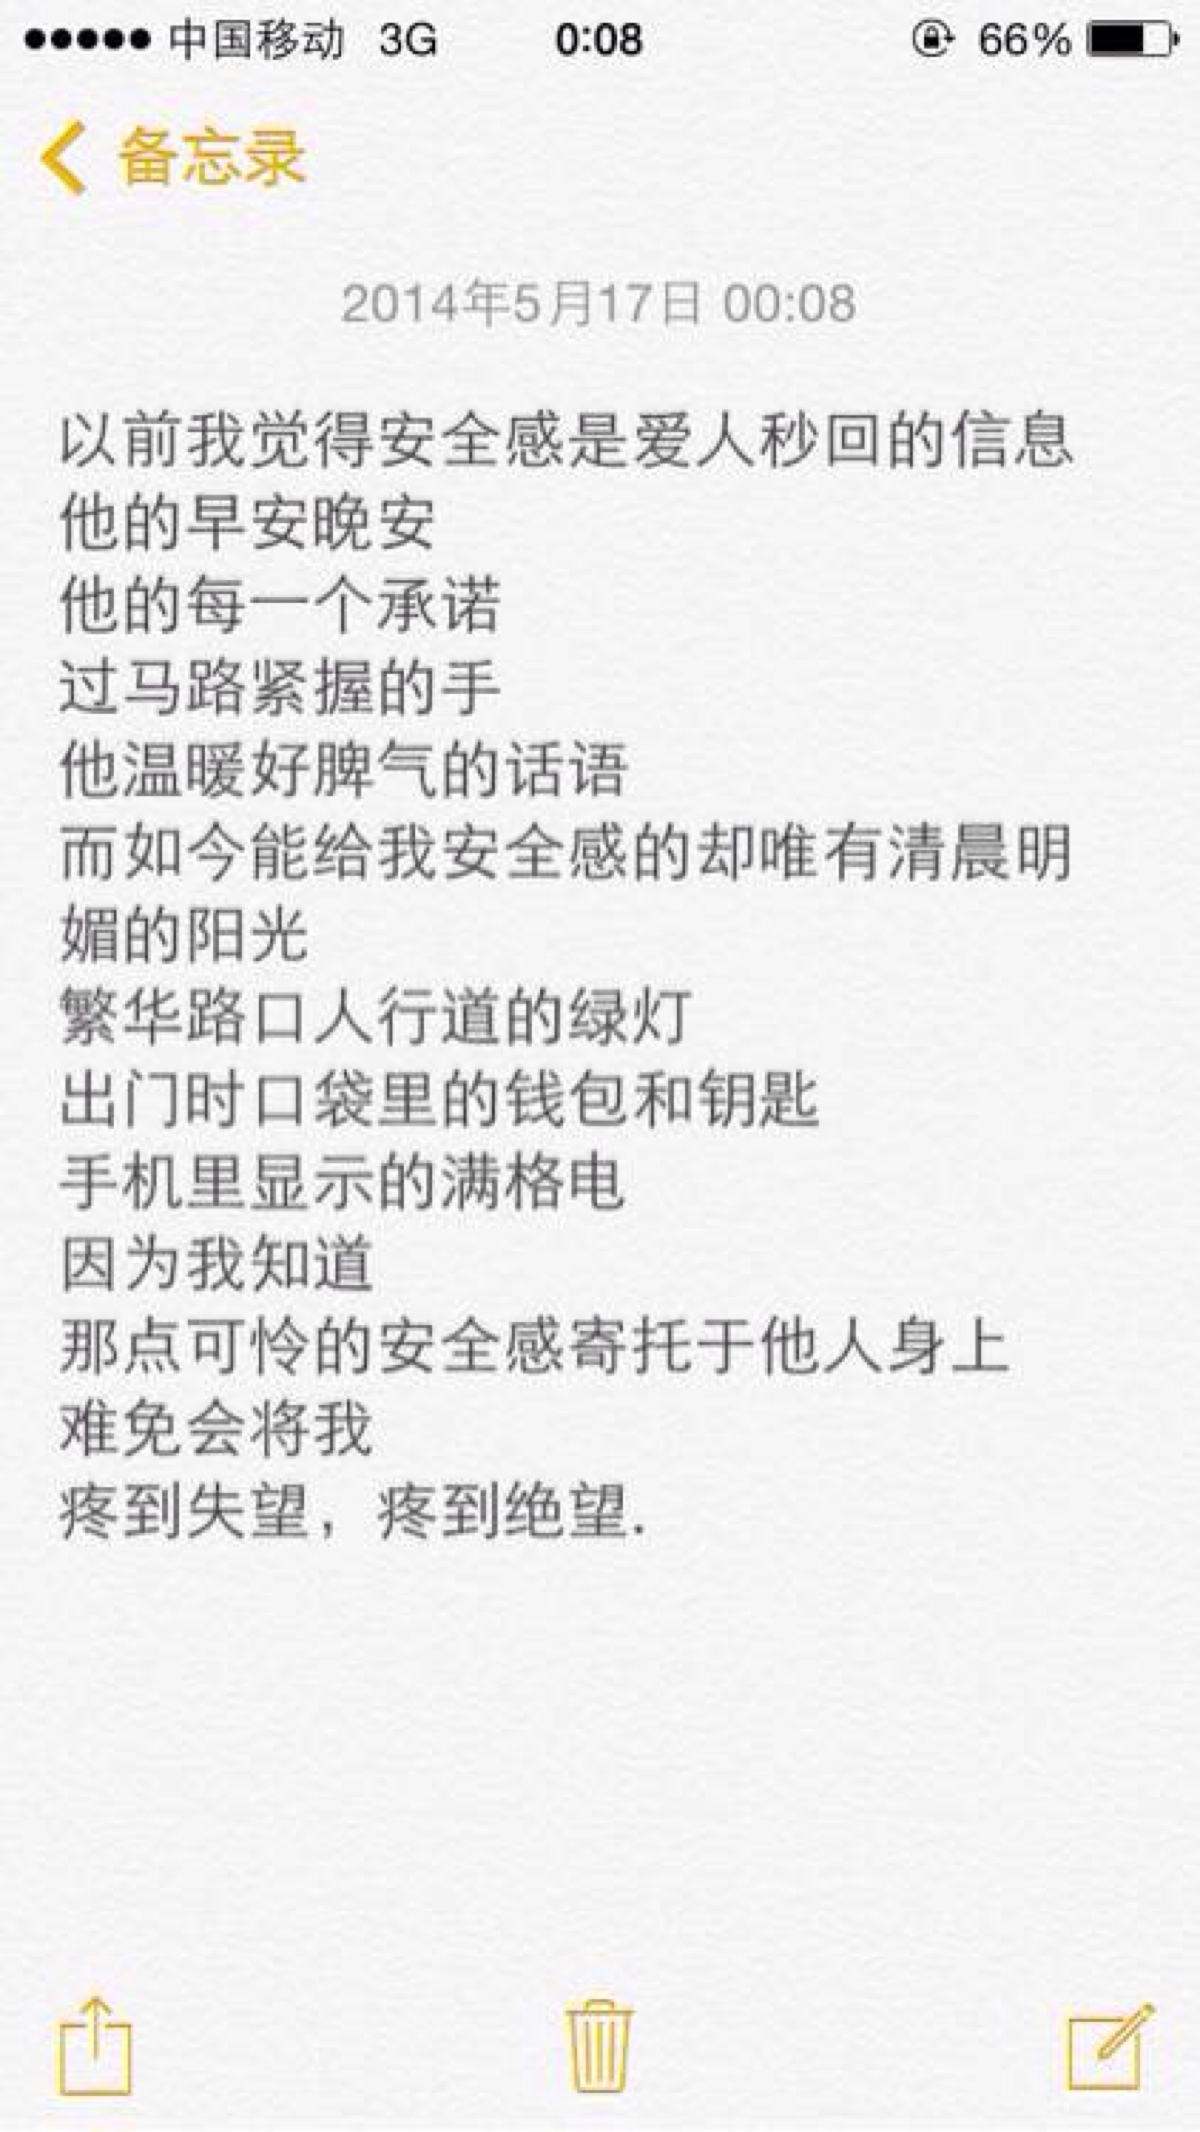 中国移动 3G 0:08 66%
备忘录
2014年5月17日 00:08
以前我觉得安全感是爱人秒回的信息
他的早安晚安
他的每一个承诺
过马路紧握的手
他温暖好脾气的话语
而如今能给我安全感的却唯有清晨明
媚的阳光
繁华路口人行道的绿灯
出门时口袋里的钱包和钥匙
手机里显示的满格电
因为我知道
那点可怜的安全感寄托于他人身上
难免会将我
疼到失望，疼到绝望.